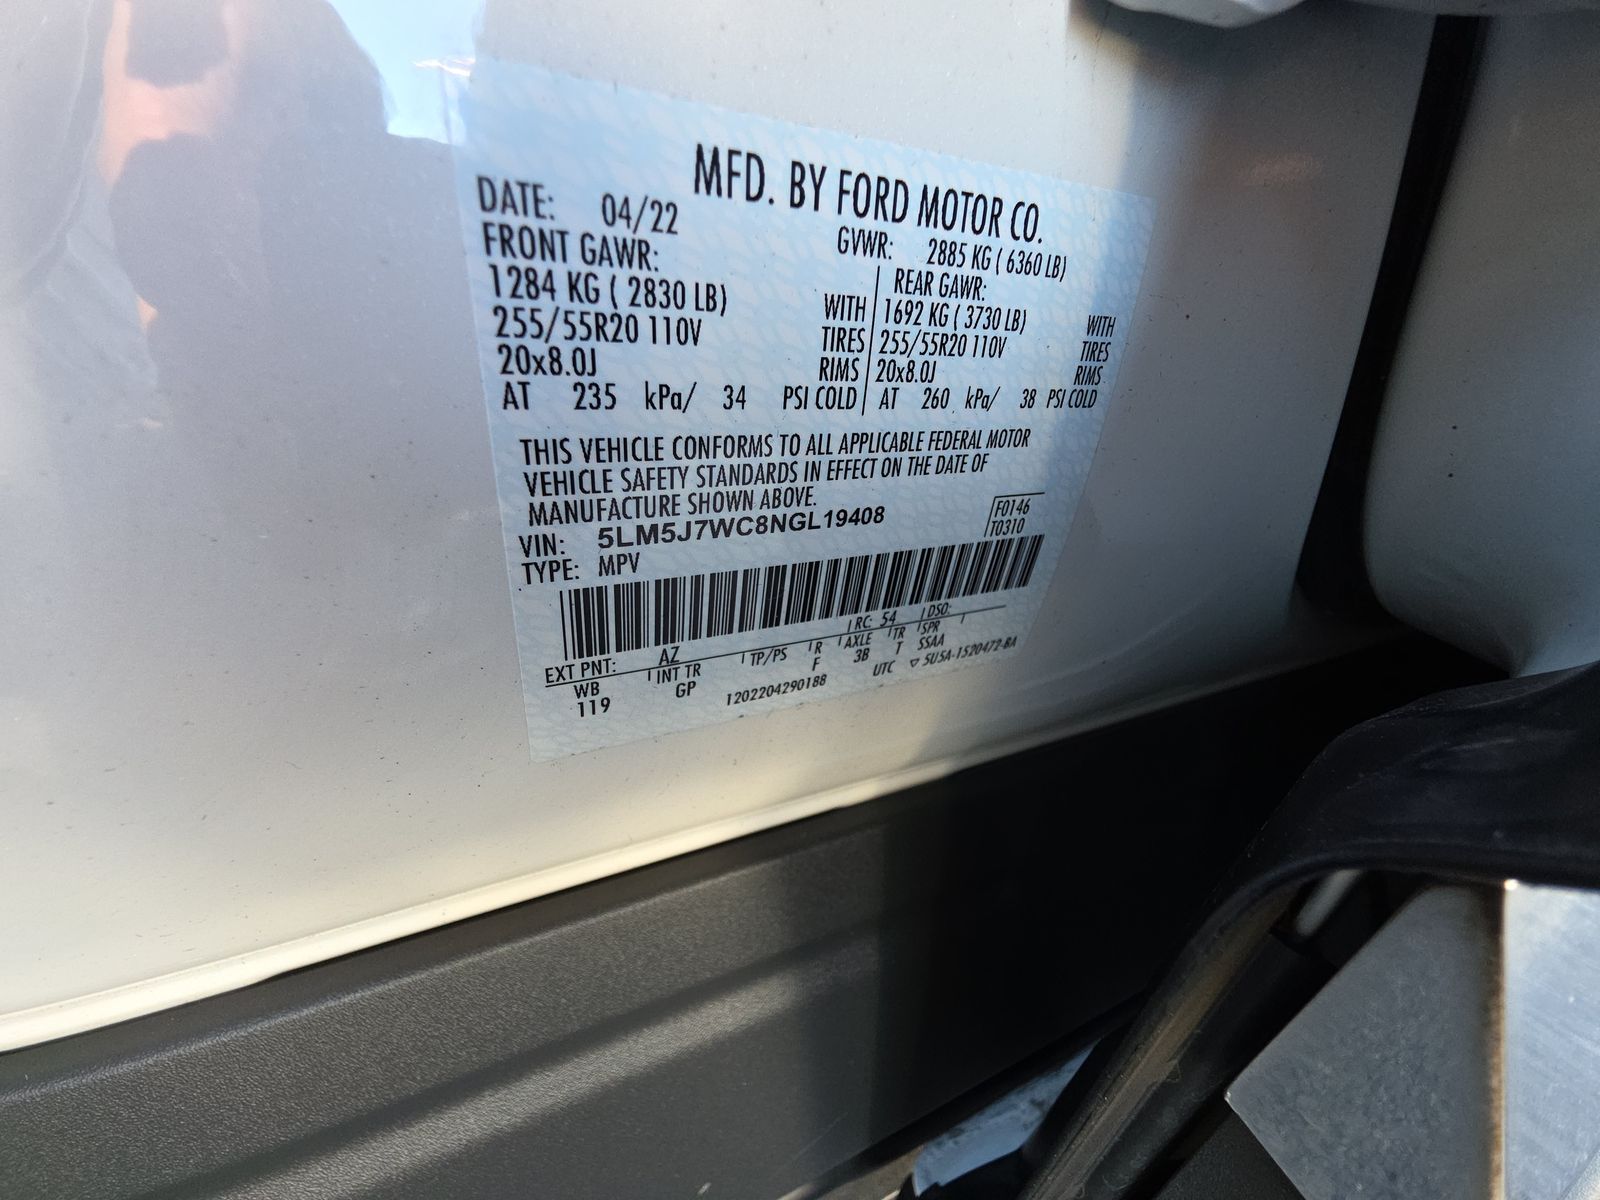 MFD. BY FORD MOTOR CO.
DATE: 04/22 GVWR: 2885 KG ( 6360 LB)
FRONT GAWR: REAR GAWR:
1284 KG ( 2830 LB) WITH 1692 KG ( 3730 LB) WITH
255/55R20 110V TIRES 255/55R20 110V TIRES
20x8.0J RIMS 20x8.0J RIMS
AT 235 kPa/ 34 PSI COLD AT 260 kPa/ 38 PSI COLD
THIS VEHICLE CONFORMS TO ALL APPLICABLE FEDERAL MOTOR
VEHICLE SAFETY STANDARDS IN EFFECT ON THE DATE OF
MANUFACTURE SHOWN ABOVE.
VIN: 5LM5J7WC8NGL19408 F0146
TYPE: MPV T0310
EXT PNT: AZ RC: 54 DSO:
WB INT TR TP/PS R AXLE TR SPR
119 GP F 3B T SSAA
1202204290188 UTC ▽ 5U5A-1520472-BA